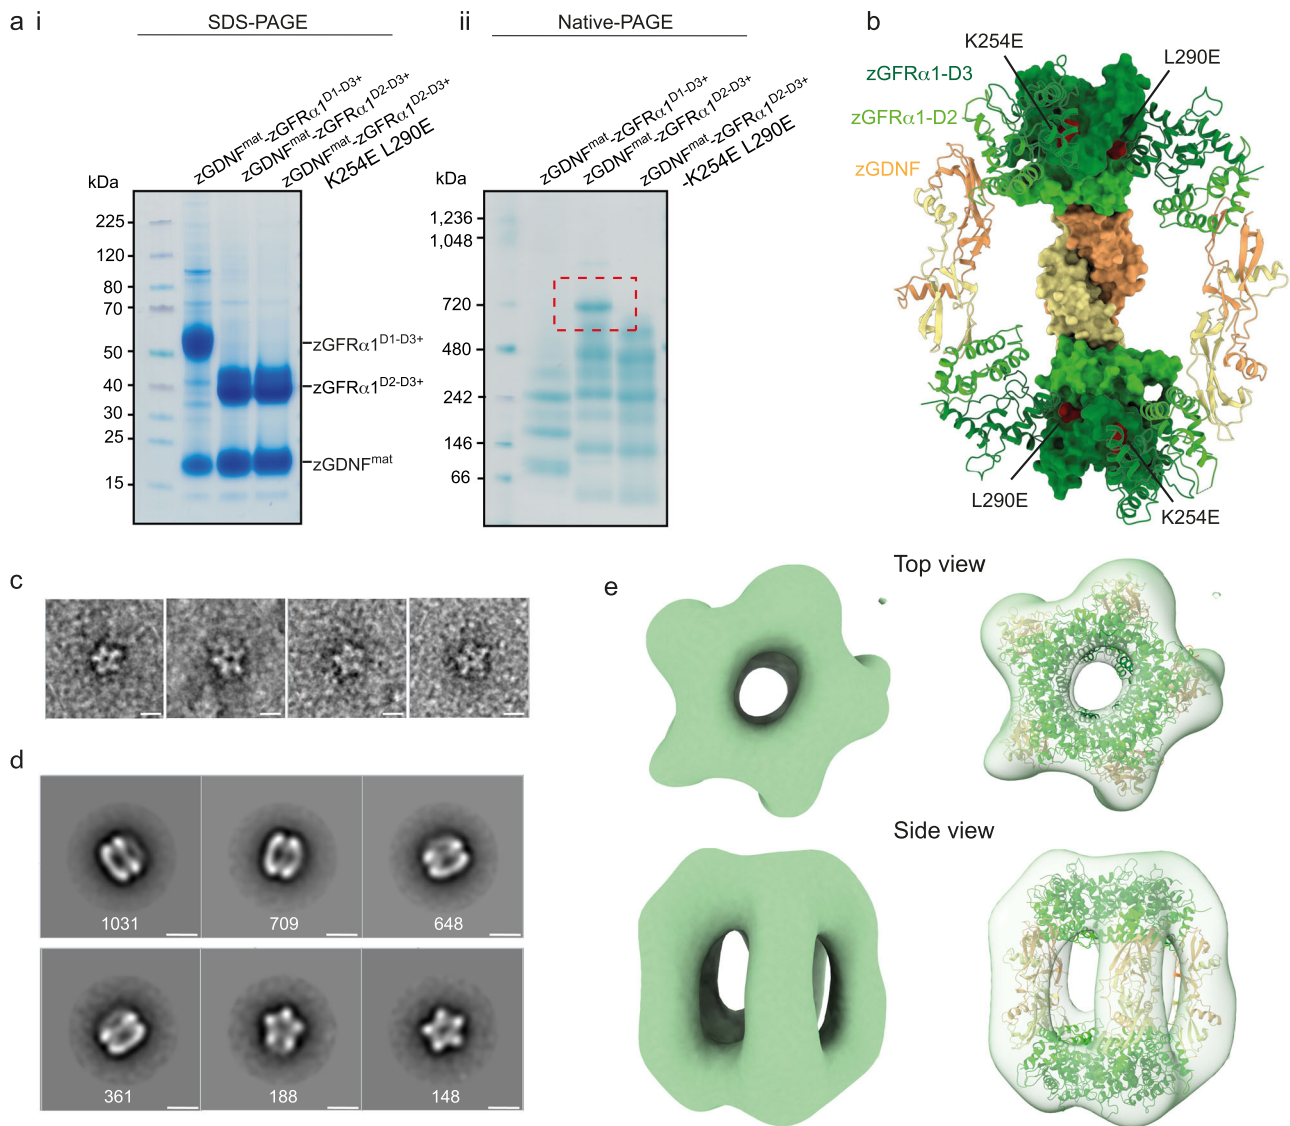 a i
SDS-PAGE
zGDNFmat-zGFRα1D1-D3+
zGDNFmat-zGFRα1D2-D3+
zGDNFmat-zGFRα1D2-D3+
K254E L290E
kDa
225
120
80
70
50
40
30
25
15
zGFRα1D1-D3+
zGFRα1D2-D3+
zGDNFmat
ii
Native-PAGE
zGDNFmat-zGFRα1D1-D3+
zGDNFmat-zGFRα1D2-D3+
zGDNFmat-zGFRα1D2-D3+
-K254E L290E
kDa
1,236
1,048
720
480
242
146
66
b
K254E
L290E
zGFRα1-D3
zGFRα1-D2
zGDNF
L290E
K254E
c
d
1031
709
648
361
188
148
e
Top view
Side view